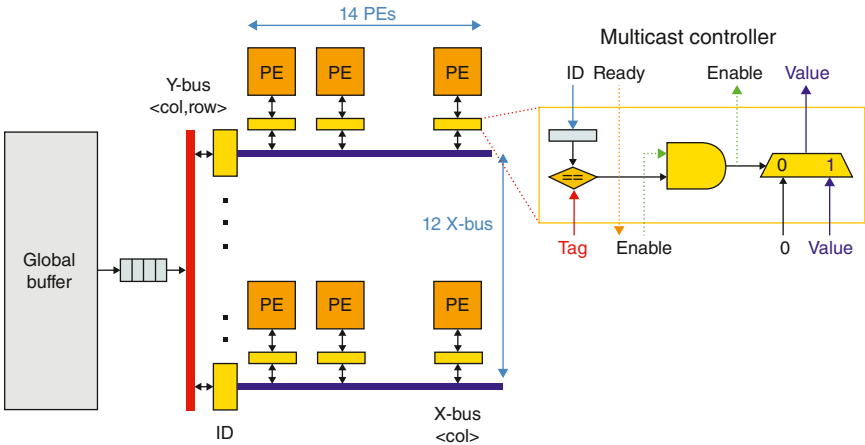 14 PEs
PE
PE
PE
Y-bus
<col,row>
Multicast controller
ID
Ready
Enable
Value
==
0
1
Tag
Enable
0
Value
12 X-bus
Global
buffer
PE
PE
PE
ID
X-bus
<col>